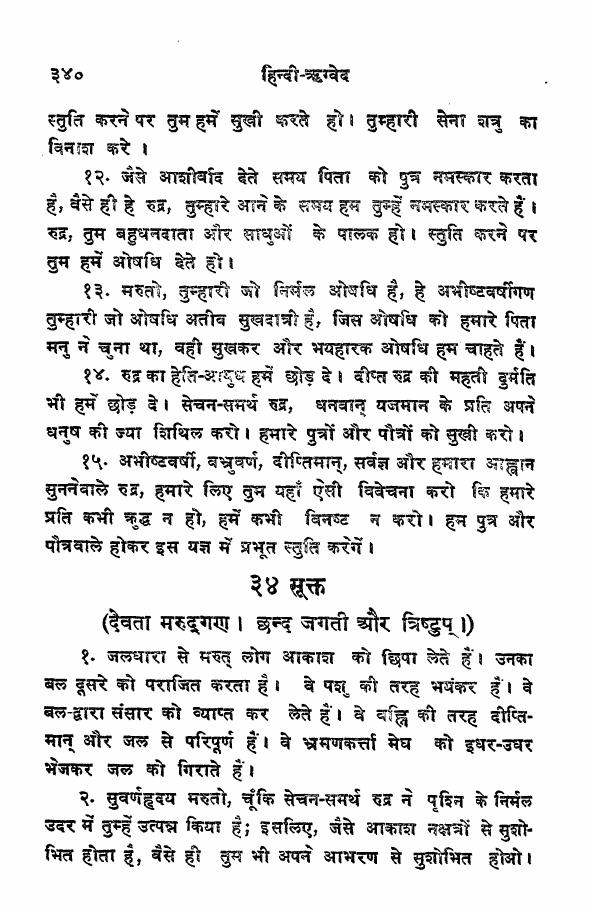 ३४०
हिन्दी-ऋग्वेद
स्तुति करने पर तुम हमें सुखी करते हो। तुम्हारी सेना शत्रु का
विनाश करे ।
१२. जैसे आशीर्वाद देते समय पिता को पुत्र नमस्कार करता
है, वैसे ही हे रुद्र, तुम्हारे आने के समय हम तुम्हें नमस्कार करते हैं।
रुद्र, तुम बहुधनदाता और साधुओं के पालक हो। स्तुति करने पर
तुम हमें ओषधि देते हो।
१३. मरुतो, तुम्हारी जो निर्मल ओषधि है, हे अभीष्टवर्षीगण
तुम्हारी जो ओषधि अतीव सुखदात्री है, जिस ओषधि को हमारे पिता
मनु ने चुना था, वही सुखकर और भयहारक ओषधि हम चाहते हैं।
१४. रुद्र का हेति-आयुध हमें छोड़ दे। दीप्त रुद्र की महती दुर्मति
भी हमें छोड़ दे। सेचन-समर्थ रुद्र, धनवान् यजमान के प्रति अपने
धनुष की ज्या शिथिल करो। हमारे पुत्रों और पौत्रों को सुखी करो।
१५. अभीष्टवर्षी, बभ्रुवर्ण, दीप्तिमान्, सर्वज्ञ और हमारा आह्वान
सुननेवाले रुद्र, हमारे लिए तुम यहाँ ऐसी विवेचना करो कि हमारे
प्रति कभी क्रुद्ध न हो, हमें कभी विनष्ट न करो। हम पुत्र और
पौत्रवाले होकर इस यज्ञ में प्रभूत स्तुति करेगें।
३४ सूक्त
(देवता मरुद्गण। छन्द जगती और त्रिष्टुप्।)
१. जलधारा से मरुत् लोग आकाश को छिपा लेते हैं। उनका
बल दूसरे को पराजित करता है। वे पशु की तरह भयंकर हैं। वे
बल-द्वारा संसार को व्याप्त कर लेते हैं। वे वह्नि की तरह दीप्ति-
मान् और जल से परिपूर्ण हैं। वे भ्रमणकर्त्ता मेघ को इधर-उधर
भेजकर जल को गिराते हैं।
२. सुवर्णहृदय मरुतो, चूँकि सेचन-समर्थ रुद्र ने पृश्नि के निर्मल
उदर में तुम्हें उत्पन्न किया है; इसलिए, जैसे आकाश नक्षत्रों से सुशो-
भित होता है, वैसे ही तुम भी अपने आभरण से सुशोभित होओ।